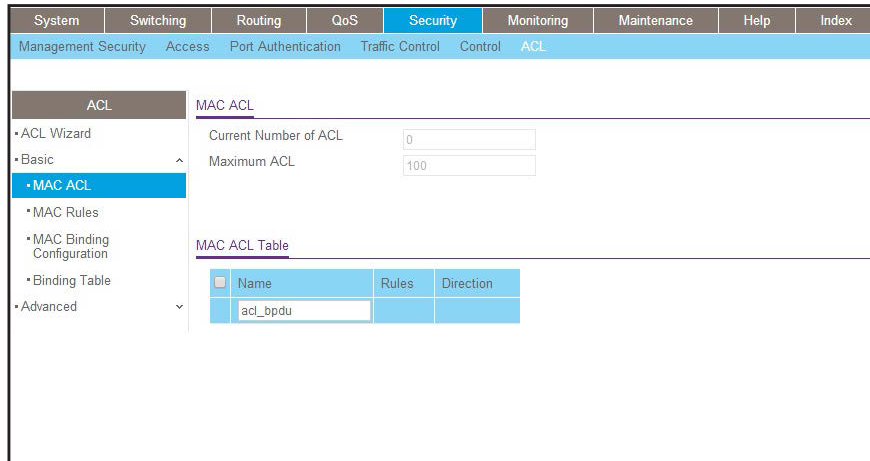 System Switching Routing QoS Security Monitoring Maintenance Help Index
Management Security Access Port Authentication Traffic Control Control ACL
ACL
ACL Wizard
Basic
MAC ACL
MAC Rules
MAC Binding
Configuration
Binding Table
Advanced
MAC ACL
Current Number of ACL 0
Maximum ACL 100
MAC ACL Table
Name Rules Direction
acl_bpdu